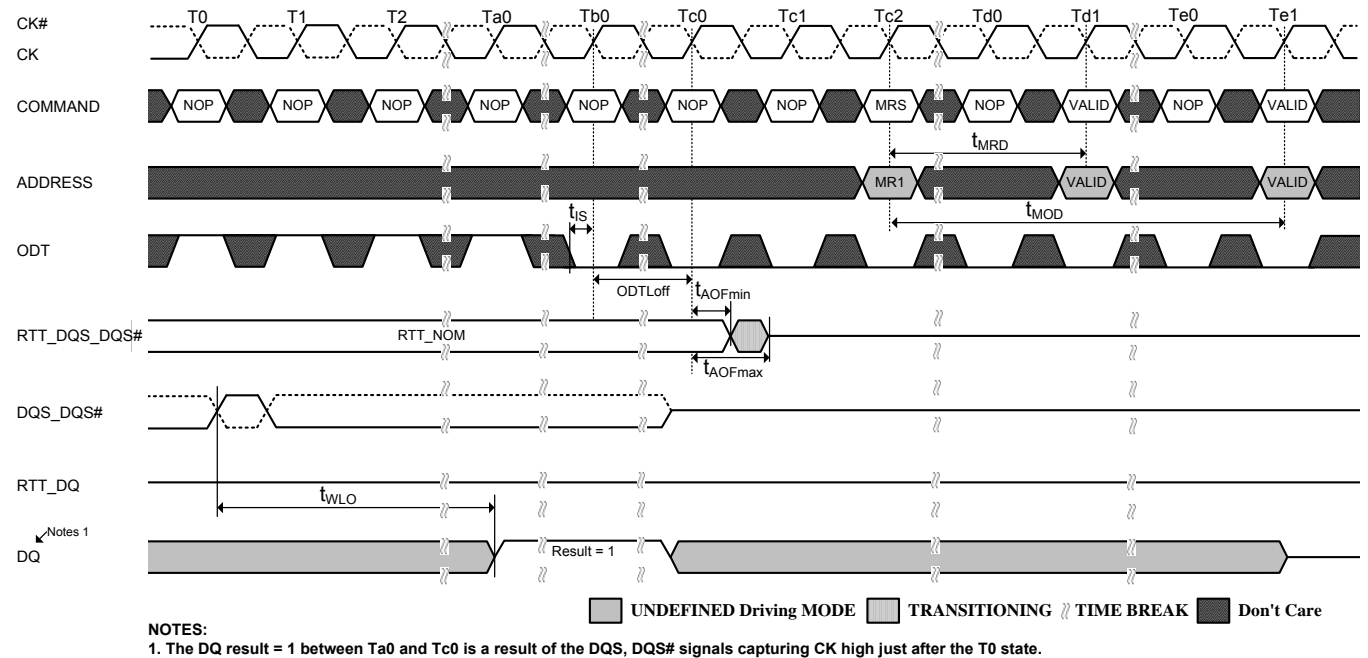 CK#
CK
T0 T1 T2 Ta0 Tb0 Tc0 Tc1 Tc2 Td0 Td1 Te0 Te1
COMMAND
NOP NOP NOP NOP NOP NOP NOP MRS NOP VALID NOP VALID
tMRD
ADDRESS
MR1 VALID VALID
tIS
tMOD
ODT
ODTLoff
tAOFmin
RTT_DQS_DQS#
RTT_NOM
tAOFmax
DQS_DQS#
RTT_DQ
tWLO
Notes 1
DQ
Result = 1
UNDEFINED Driving MODE TRANSITIONING TIME BREAK Don't Care
NOTES:
1. The DQ result = 1 between Ta0 and Tc0 is a result of the DQS, DQS# signals capturing CK high just after the T0 state.